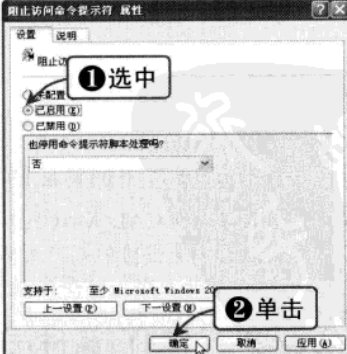 阻止访问命令提示符 属性
设置 说明
阻止访
❶选中
未配置
已启用(E)
已禁用(D)
也停用命令提示符脚本处理吗?
否
支持于: 至少 Microsoft Windows 20
上一设置(P) 下一设置(N)
❷单击
确定 取消 应用(A)